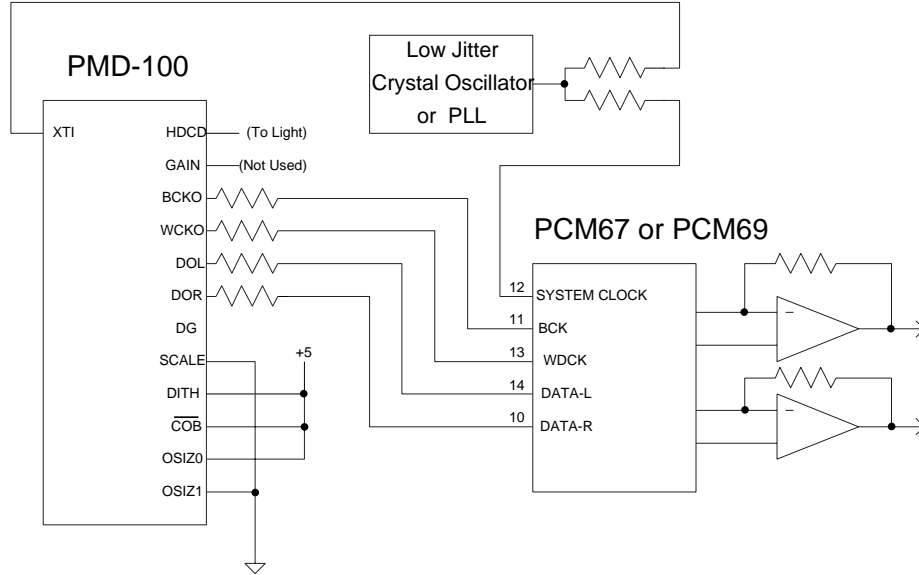 Low Jitter
Crystal Oscillator
or PLL
PMD-100
XTI
HDCD
(To Light)
GAIN
(Not Used)
BCKO
WCKO
DOL
DOR
DG
SCALE
DITH
COB
OSIZ0
OSIZ1
+5
PCM67 or PCM69
12 SYSTEM CLOCK
11 BCK
13 WDCK
14 DATA-L
10 DATA-R
−
−